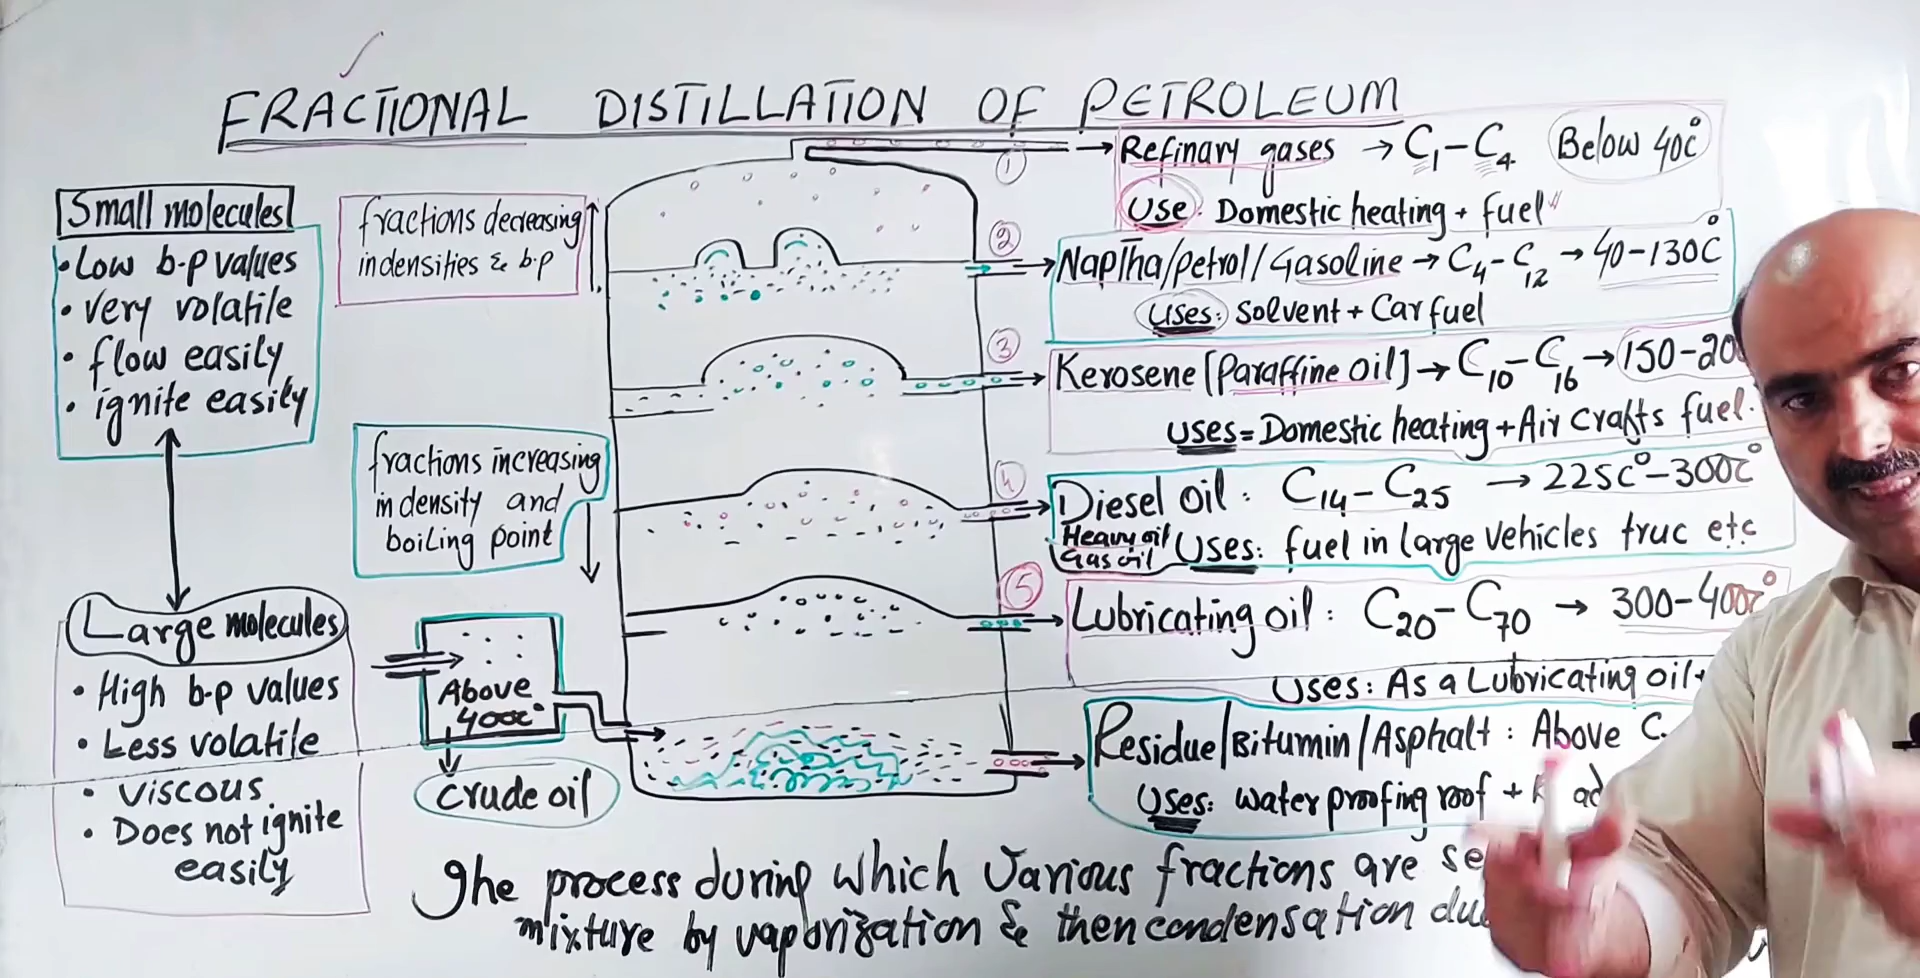 FRACTIONAL DISTILLATION OF PETROLEUM
Small molecules
• Low b.p values
• very volatile
• flow easily
• ignite easily
Large molecules
• High b.p values
• Less volatile
• viscous
• Does not ignite
easily
fractions decreasing
in densities & b.p
fractions increasing
in density and
boiling point
Above
400c°
crude oil
1
Refinary gases → C1-C4 Below 40c°
Use: Domestic heating + fuel
2
Naptha/petrol/Gasoline → C4-C12 → 40-130c°
Uses: Solvent + Car fuel
3
Kerosene [Paraffine oil] → C10-C16 → 150-20
uses = Domestic heating + Air Crafts fuel.
4
Diesel oil: C14-C25 → 225c°-300c°
Heavy oil
Gas oil
Uses: fuel in large vehicles truc etc
5
Lubricating oil: C20-C70 → 300-400c°
Uses: As a Lubricating oil +
Residue/Bitumin/Asphalt: Above C
Uses: water proofing roof +
The process during which various fractions are
mixture by vaporization & then condensation